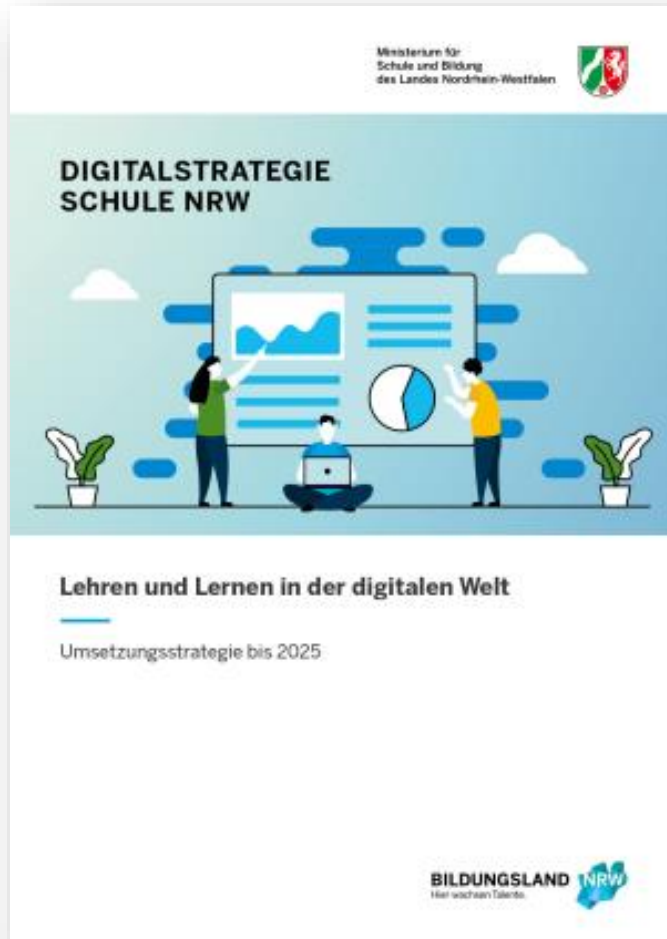 Ministerium für
Schule und Bildung
des Landes Nordrhein-Westfalen
DIGITALSTRATEGIE
SCHULE NRW
Lehren und Lernen in der digitalen Welt
Umsetzungsstrategie bis 2025
BILDUNGSLAND NRW
Hier wachsen Talente.